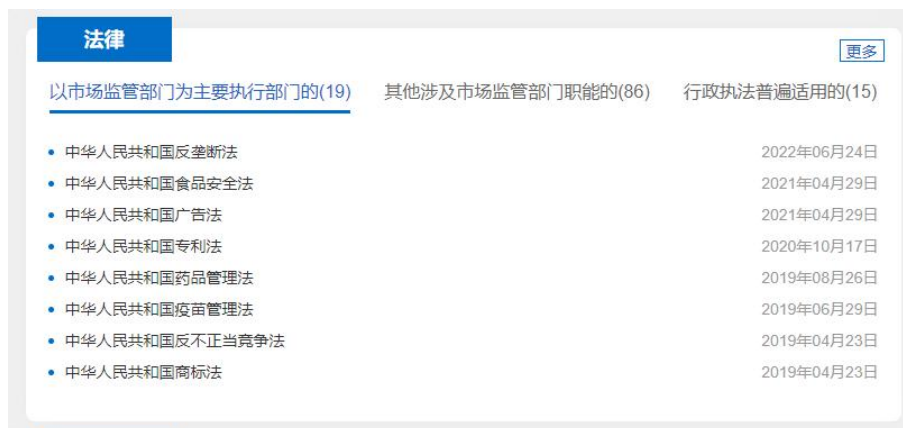 法律
更多
以市场监管部门为主要执行部门的(19) 其他涉及市场监管部门职能的(86) 行政执法普遍适用的(15)
中华人民共和国反垄断法 2022年06月24日
中华人民共和国食品安全法 2021年04月29日
中华人民共和国广告法 2021年04月29日
中华人民共和国专利法 2020年10月17日
中华人民共和国药品管理法 2019年08月26日
中华人民共和国疫苗管理法 2019年06月29日
中华人民共和国反不正当竞争法 2019年04月23日
中华人民共和国商标法 2019年04月23日